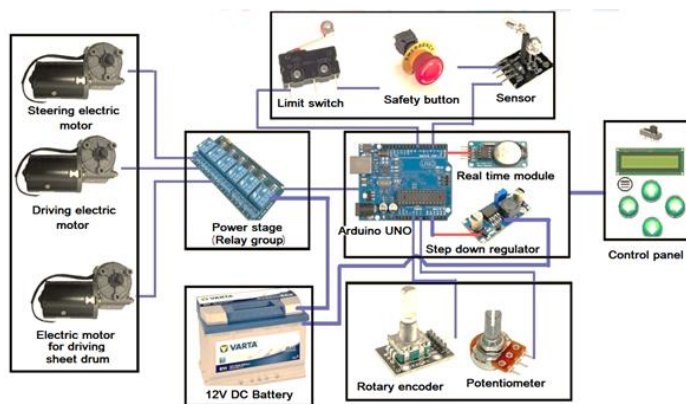 Steering electric
motor
Driving electric
motor
Electric motor
for driving
sheet drum
Limit switch
Safety button
Sensor
Power stage
(Relay group)
Arduino UNO
Real time module
Step down regulator
Control panel
VARTA
VARTA
12V DC Battery
Rotary encoder
Potentiometer